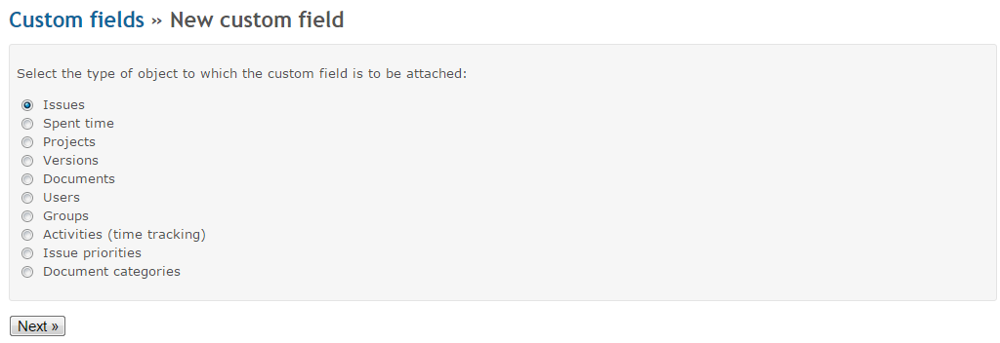 Custom fields » New custom field
Select the type of object to which the custom field is to be attached:
Issues
Spent time
Projects
Versions
Documents
Users
Groups
Activities (time tracking)
Issue priorities
Document categories
Next »